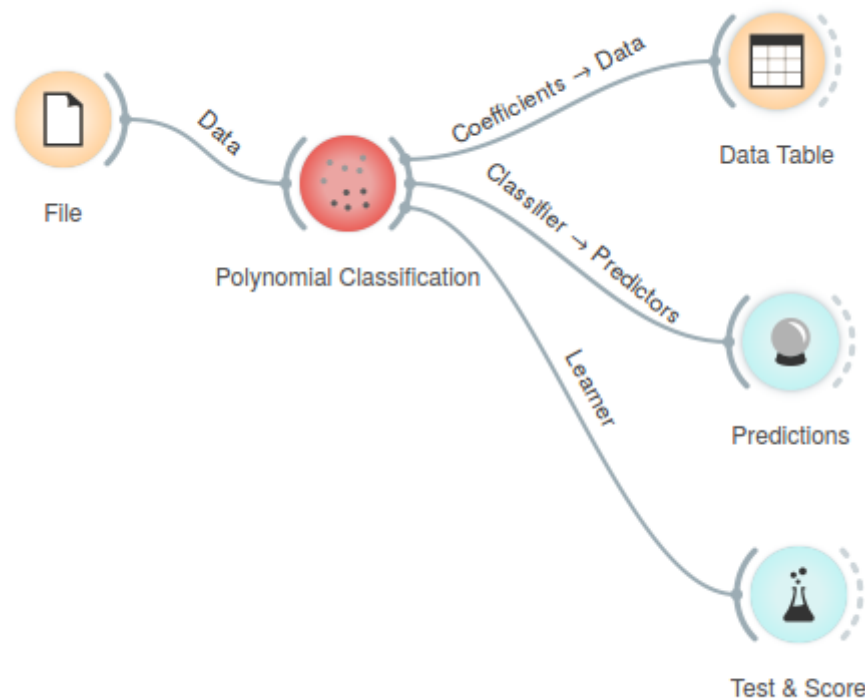 Data
File
Polynomial Classification
Coefficients → Data
Data Table
Classifier → Predictors
Predictions
Learner
Test & Score